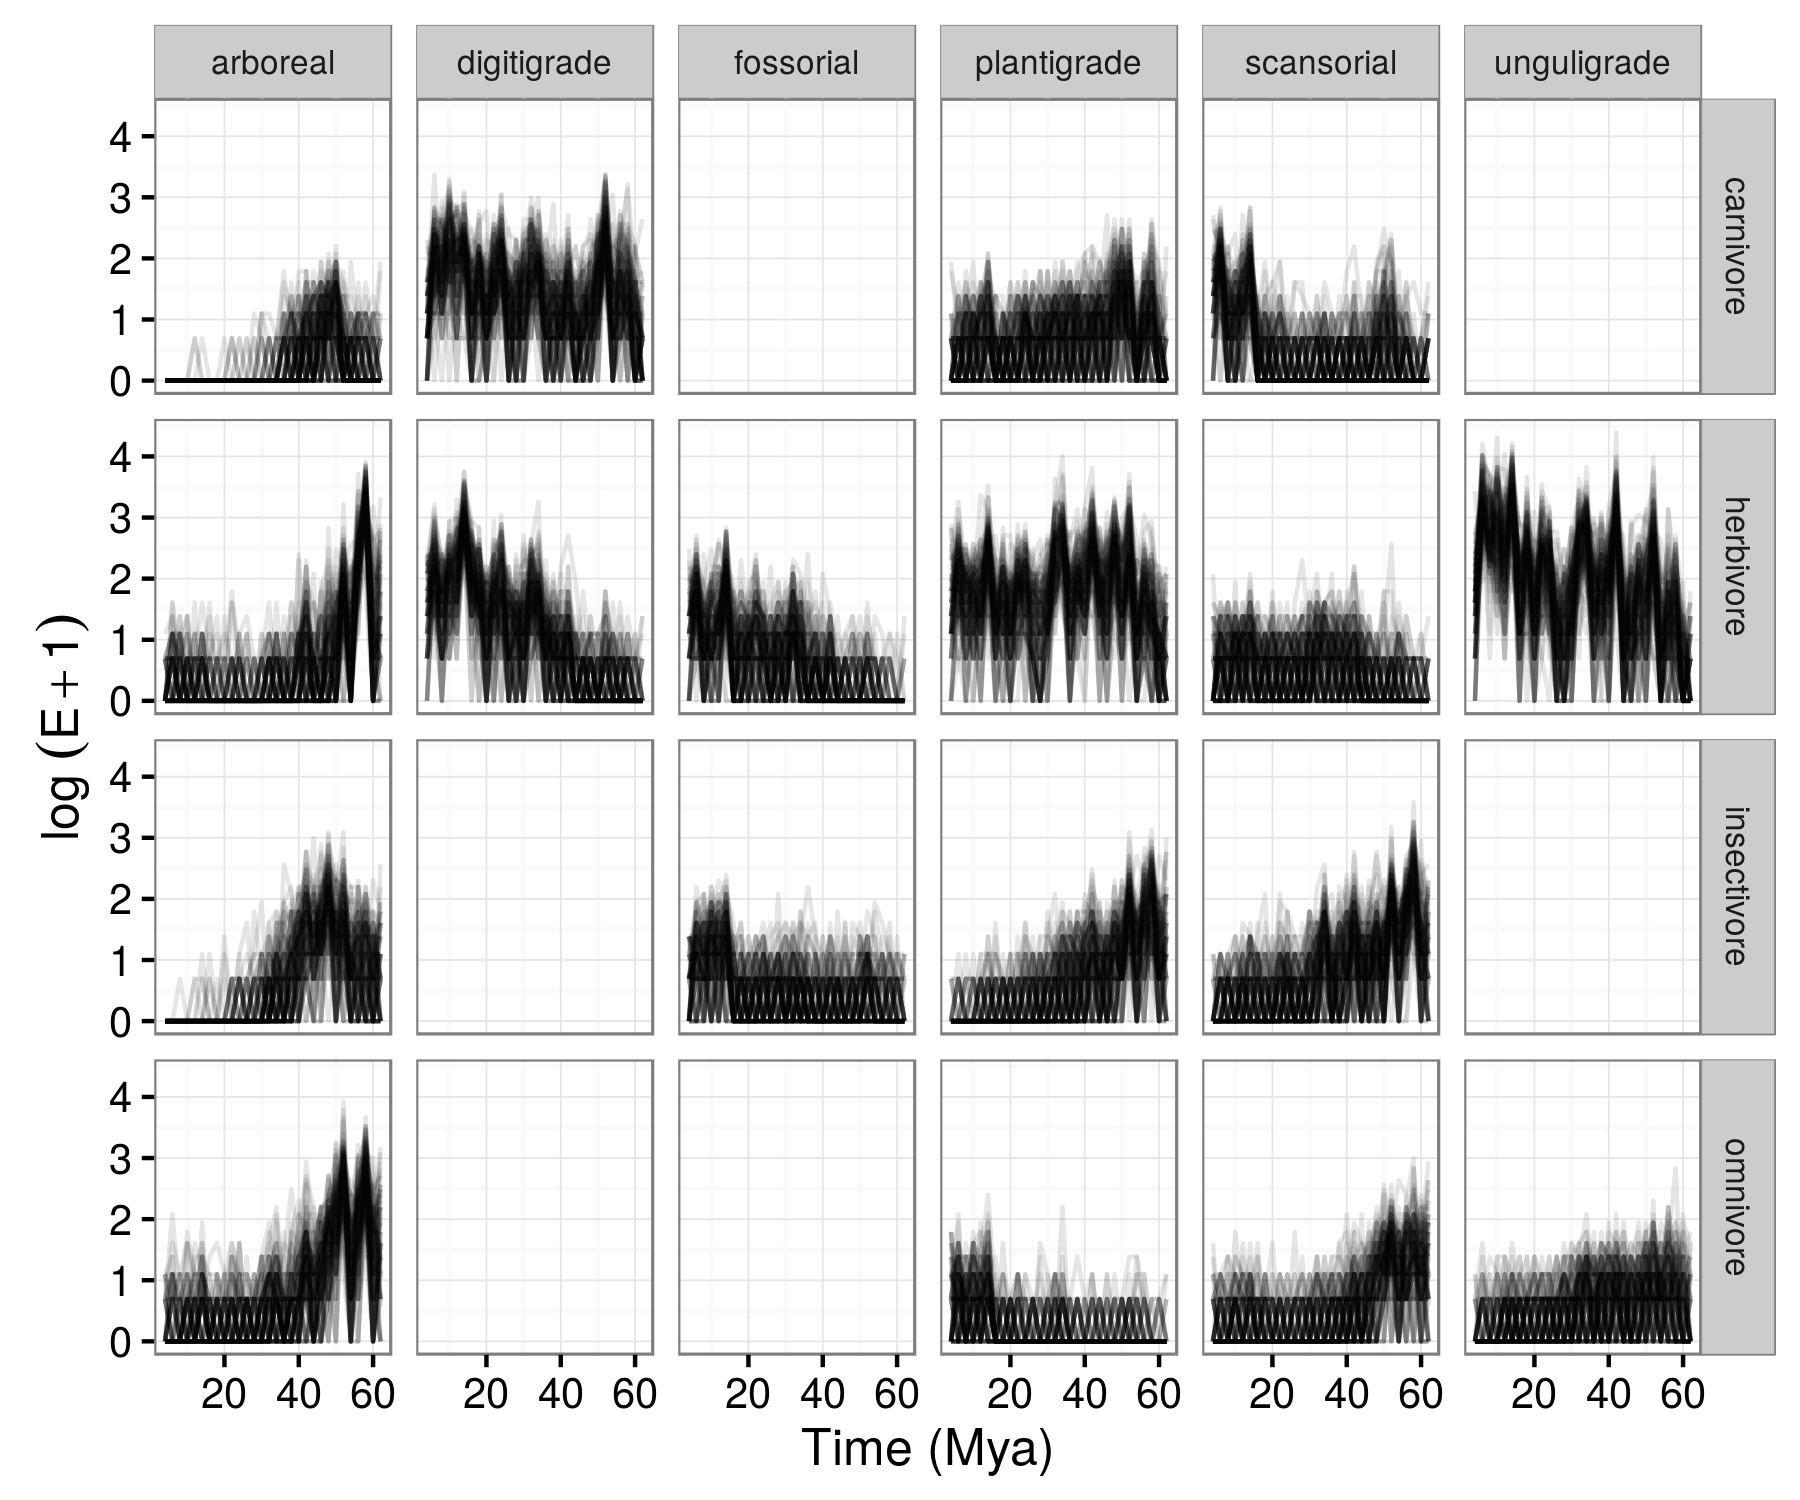 arboreal digitigrade fossorial plantigrade scansorial unguligrade
4
3
2
1
0
carnivore
4
3
2
1
0
herbivore
log (E + 1)
4
3
2
1
0
insectivore
4
3
2
1
0
omnivore
20 40 60 20 40 60 20 40 60 20 40 60 20 40 60 20 40 60
Time (Mya)